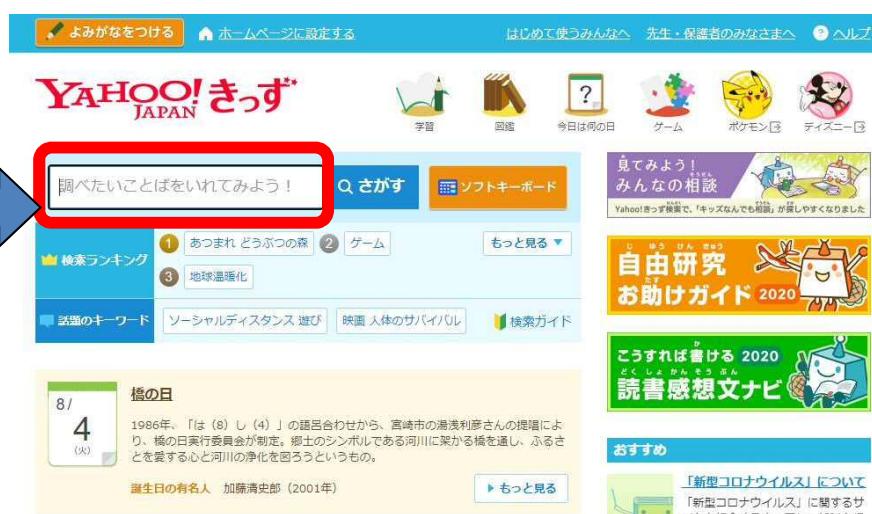 よみがなをつける
ホームページに設定する
はじめて使うみんなへ
先生・保護者のみなさまへ
? ヘルプ
YAHOO! きっず
JAPAN
学習
図鑑
?
今日は何の日
ゲーム
ポケモン
ディズニー
調べたいことばをいれてみよう！
さがす
ソフトキーボード
検索ランキング
1 あつまれ どうぶつの森
2 ゲーム
もっと見る ▼
3 地球温暖化
話題のキーワード
ソーシャルディスタンス 遊び
映画 人体のサバイバル
検索ガイド
8/
4
(火)
橋の日
1986年、「は（8）し（4）」の語呂合わせから、宮崎市の湯浅利彦さんの提唱によ
り、橋の日実行委員会が制定。郷土のシンボルである河川に架かる橋を通し、ふるさ
とを愛する心と河川の浄化を図ろうというもの。
誕生日の有名人 加藤清史郎（2001年）
もっと見る
見てみよう！
みんなの相談
Yahoo!きっず検索で、「キッズなんでも相談」が探しやすくなりました
自由研究
お助けガイド 2020
こうすれば書ける 2020
読書感想文ナビ
おすすめ
「新型コロナウイルス」について
「新型コロナウイルス」に関するサ